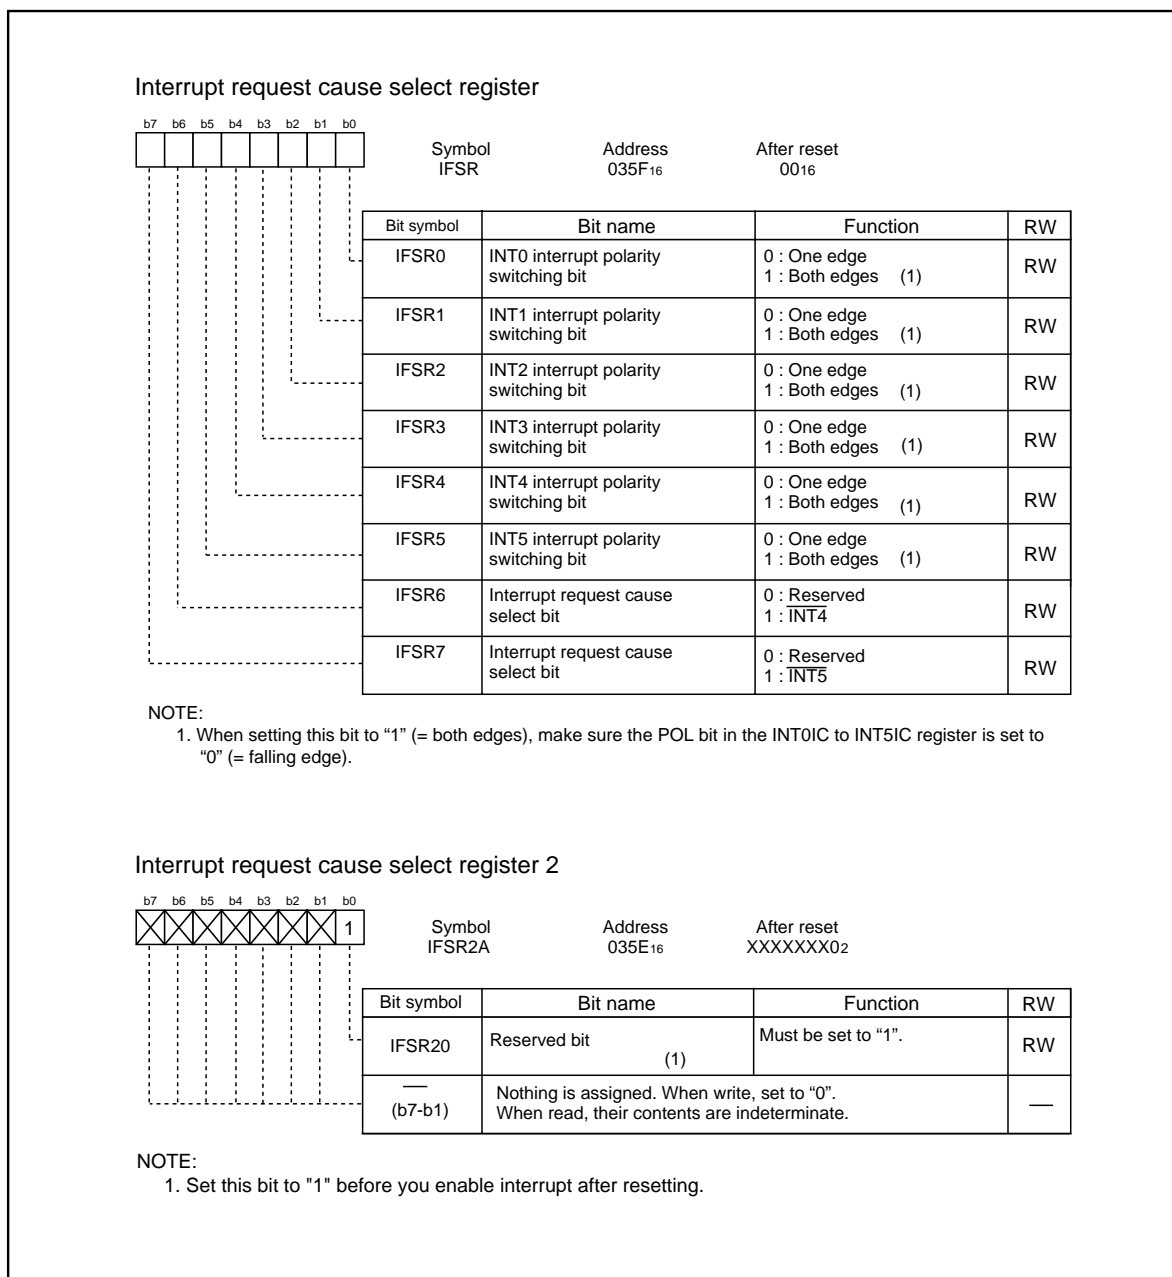 Interrupt request cause select register
b7 b6 b5 b4 b3 b2 b1 b0
Symbol Address After reset
IFSR 035F16 0016
Bit symbol Bit name Function RW
IFSR0 INT0 interrupt polarity switching bit 0 : One edge 1 : Both edges (1) RW
IFSR1 INT1 interrupt polarity switching bit 0 : One edge 1 : Both edges (1) RW
IFSR2 INT2 interrupt polarity switching bit 0 : One edge 1 : Both edges (1) RW
IFSR3 INT3 interrupt polarity switching bit 0 : One edge 1 : Both edges (1) RW
IFSR4 INT4 interrupt polarity switching bit 0 : One edge 1 : Both edges (1) RW
IFSR5 INT5 interrupt polarity switching bit 0 : One edge 1 : Both edges (1) RW
IFSR6 Interrupt request cause select bit 0 : Reserved 1 : INT4 RW
IFSR7 Interrupt request cause select bit 0 : Reserved 1 : INT5 RW
NOTE:
1. When setting this bit to “1” (= both edges), make sure the POL bit in the INT0IC to INT5IC register is set to
“0” (= falling edge).
Interrupt request cause select register 2
b7 b6 b5 b4 b3 b2 b1 b0
1
Symbol Address After reset
IFSR2A 035E16 XXXXXXX02
Bit symbol Bit name Function RW
IFSR20 Reserved bit (1) Must be set to “1”. RW
— (b7-b1) Nothing is assigned. When write, set to “0”. —
When read, their contents are indeterminate.
NOTE:
1. Set this bit to "1" before you enable interrupt after resetting.